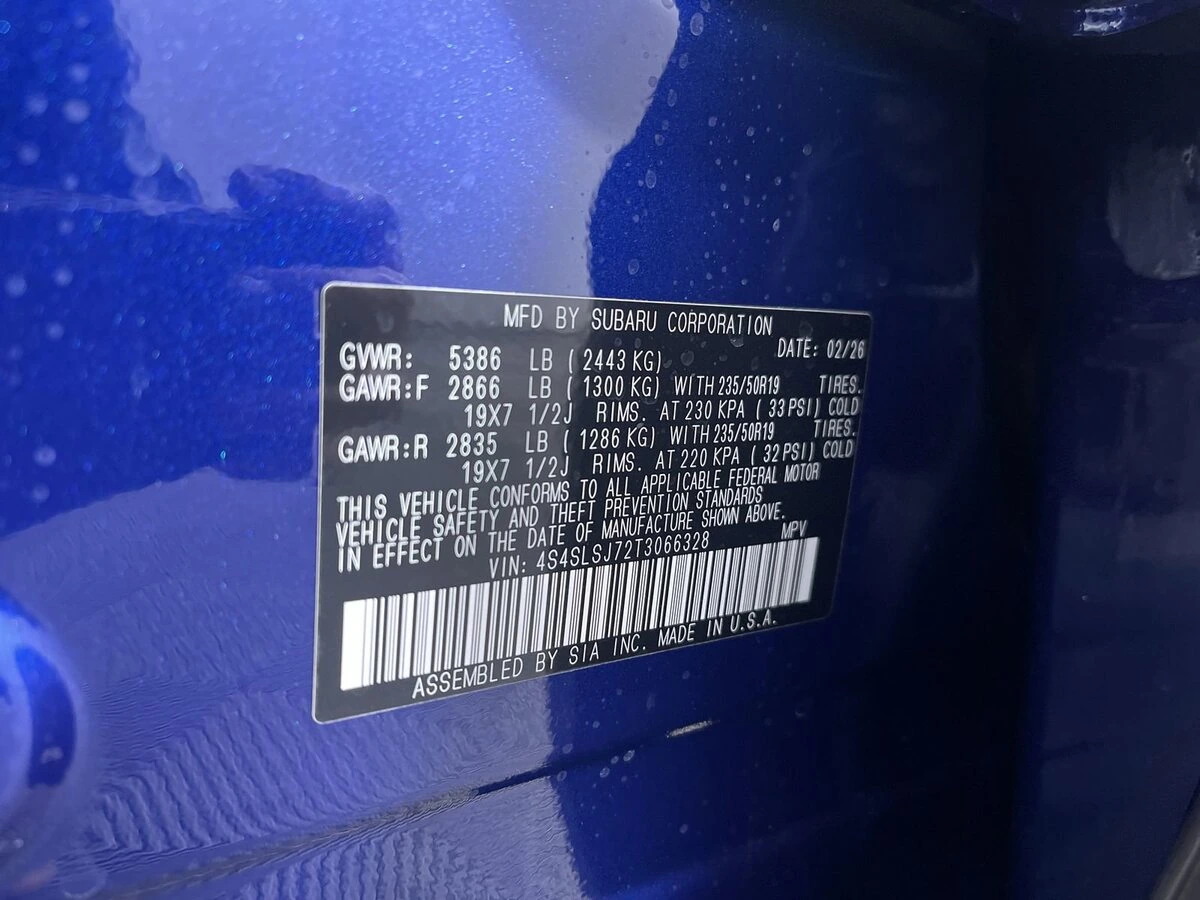 MFD BY SUBARU CORPORATION
DATE: 02/26
GVWR: 5386 LB ( 2443 KG)
GAWR:F 2866 LB ( 1300 KG) WITH 235/50R19 TIRES.
19X7 1/2J RIMS. AT 230 KPA ( 33 PSI) COLD
GAWR:R 2835 LB ( 1286 KG) WITH 235/50R19 TIRES.
19X7 1/2J RIMS. AT 220 KPA ( 32 PSI) COLD
THIS VEHICLE CONFORMS TO ALL APPLICABLE FEDERAL MOTOR
VEHICLE SAFETY AND THEFT PREVENTION STANDARDS
IN EFFECT ON THE DATE OF MANUFACTURE SHOWN ABOVE.
VIN: 4S4SLSJ72T3066328 MPV
ASSEMBLED BY SIA INC. MADE IN U.S.A.